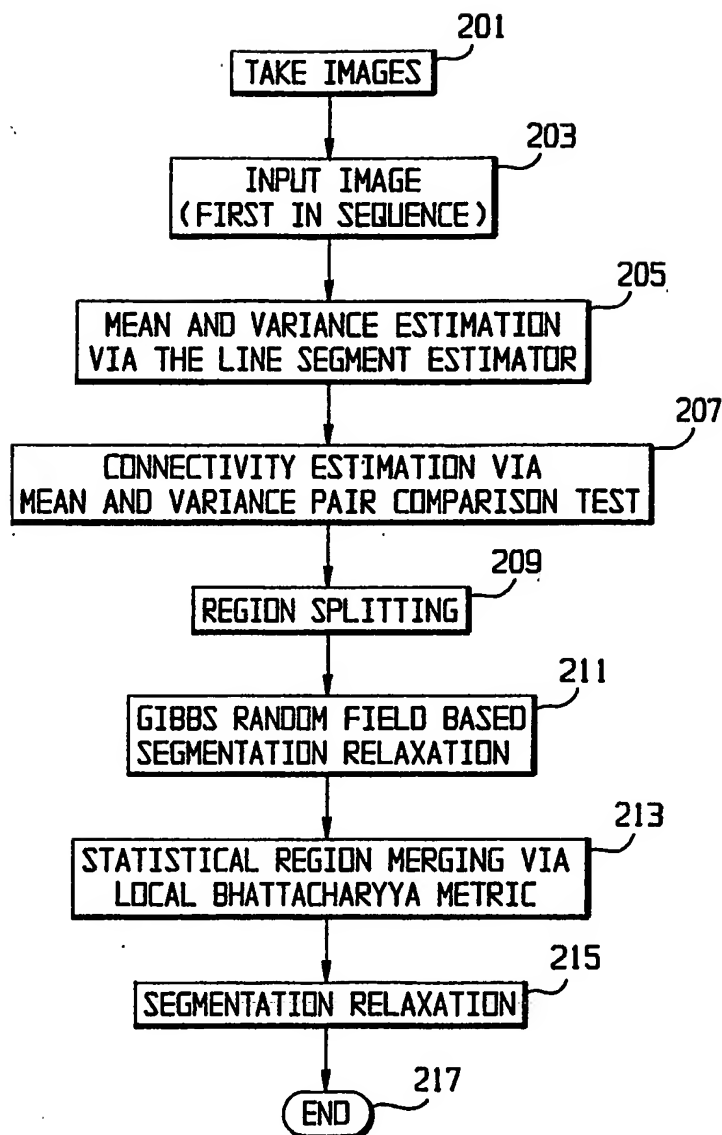 201
TAKE IMAGES
203
INPUT IMAGE
(FIRST IN SEQUENCE)
205
MEAN AND VARIANCE ESTIMATION
VIA THE LINE SEGMENT ESTIMATOR
207
CONNECTIVITY ESTIMATION VIA
MEAN AND VARIANCE PAIR COMPARISON TEST
209
REGION SPLITTING
211
GIBBS RANDOM FIELD BASED
SEGMENTATION RELAXATION
213
STATISTICAL REGION MERGING VIA
LOCAL BHATTACHARYYA METRIC
215
SEGMENTATION RELAXATION
217
END